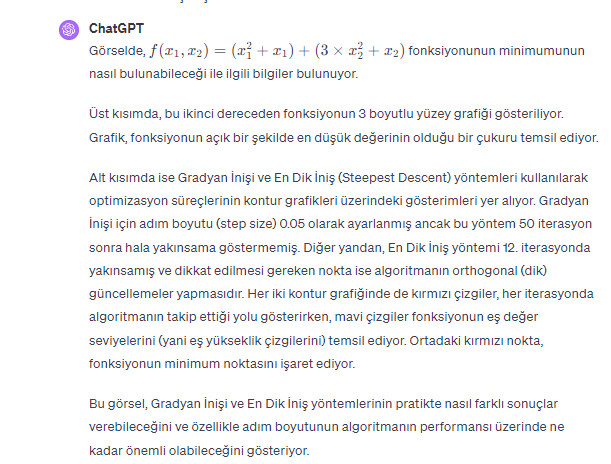 ChatGPT
Görselde, f(x₁, x₂) = (x₁² + x₁) + (3 × x₂² + x₂) fonksiyonunun minimumunun
nasıl bulunabileceği ile ilgili bilgiler bulunuyor.
Üst kısımda, bu ikinci dereceden fonksiyonun 3 boyutlu yüzey grafiği gösteriliyor.
Grafik, fonksiyonun açık bir şekilde en düşük değerinin olduğu bir çukuru temsil ediyor.
Alt kısımda ise Gradyan İnişi ve En Dik İniş (Steepest Descent) yöntemleri kullanılarak
optimizasyon süreçlerinin kontur grafikleri üzerindeki gösterimleri yer alıyor. Gradyan
İnişi için adım boyutu (step size) 0.05 olarak ayarlanmış ancak bu yöntem 50 iterasyon
sonra hala yakınsama göstermemiş. Diğer yandan, En Dik İniş yöntemi 12. iterasyonda
yakınsamış ve dikkat edilmesi gereken nokta ise algoritmanın orthogonal (dik)
güncellemeler yapmasıdır. Her iki kontur grafiğinde de kırmızı çizgiler, her iterasyonda
algoritmanın takip ettiği yolu gösterirken, mavi çizgiler fonksiyonun eş değer
seviyelerini (yani eş yükseklik çizgilerini) temsil ediyor. Ortadaki kırmızı nokta,
fonksiyonun minimum noktasını işaret ediyor.
Bu görsel, Gradyan İnişi ve En Dik İniş yöntemlerinin pratikte nasıl farklı sonuçlar
verebileceğini ve özellikle adım boyutunun algoritmanın performansı üzerinde ne
kadar önemli olabileceğini gösteriyor.